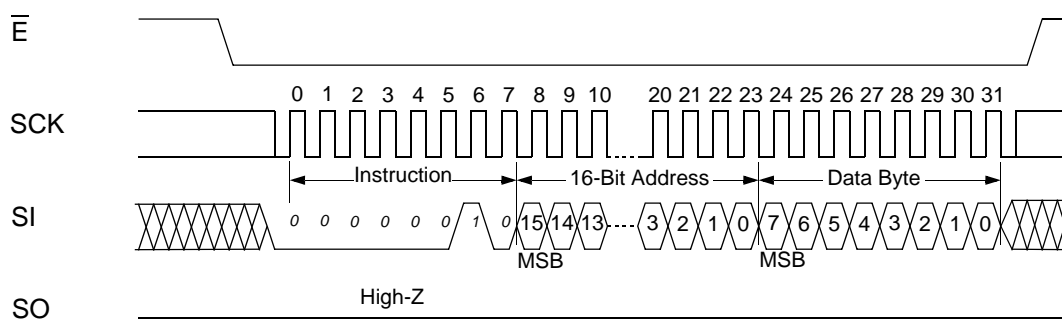 E
0 1 2 3 4 5 6 7 8 9 10 20 21 22 23 24 25 26 27 28 29 30 31
SCK
Instruction 16-Bit Address Data Byte
SI 0 0 0 0 0 0 1 0 15 14 13 3 2 1 0 7 6 5 4 3 2 1 0
MSB MSB
High-Z
SO